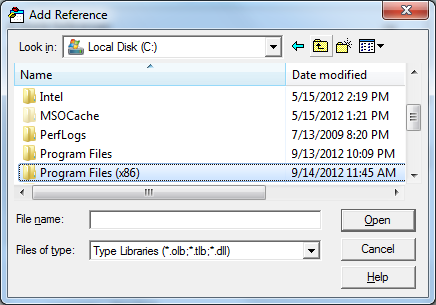 Add Reference
Look in: Local Disk (C:)
Name Date modified
Intel 5/15/2012 2:19 PM
MSOCache 5/15/2012 1:21 PM
PerfLogs 7/13/2009 8:20 PM
Program Files 9/13/2012 10:09 PM
Program Files (x86) 9/14/2012 11:45 AM
File name: Open
Files of type: Type Libraries (*.olb;*.tlb;*.dll) Cancel
Help